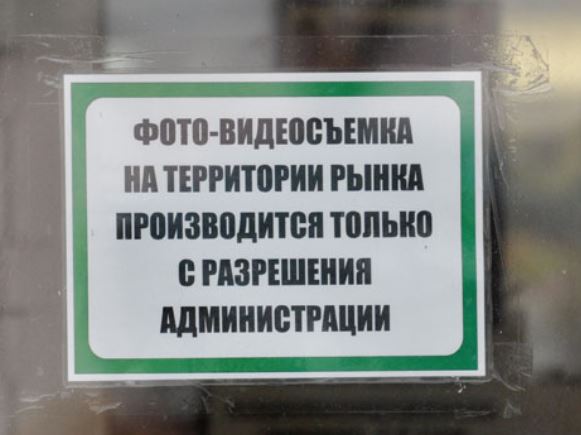 ФОТО-ВИДЕОСЪЕМКА
НА ТЕРРИТОРИИ РЫНКА
ПРОИЗВОДИТСЯ ТОЛЬКО
С РАЗРЕШЕНИЯ
АДМИНИСТРАЦИИ